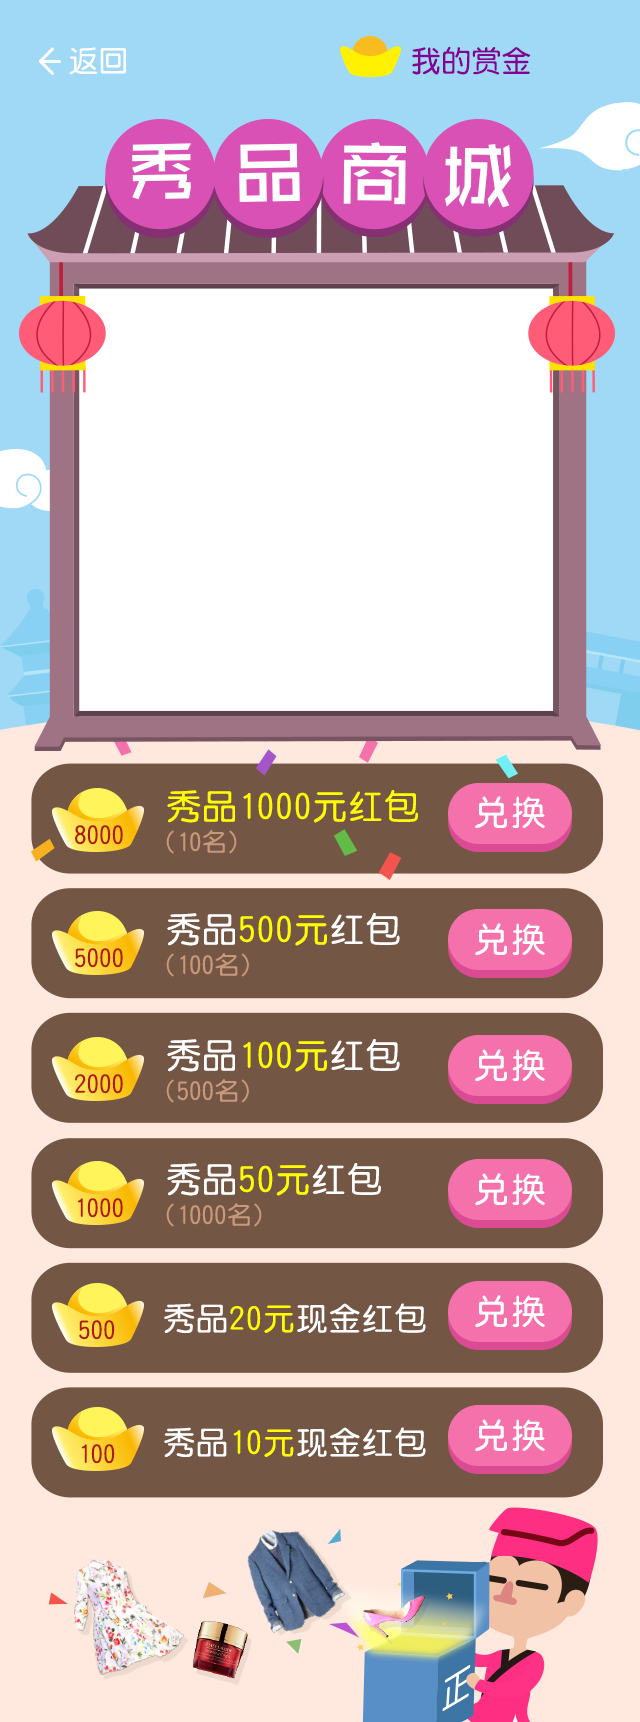 返回
我的赏金
秀品商城
8000 秀品1000元红包 兑换
(10名)
5000 秀品500元红包 兑换
(100名)
2000 秀品100元红包 兑换
(500名)
1000 秀品50元红包 兑换
(1000名)
500 秀品20元现金红包 兑换
100 秀品10元现金红包 兑换
正